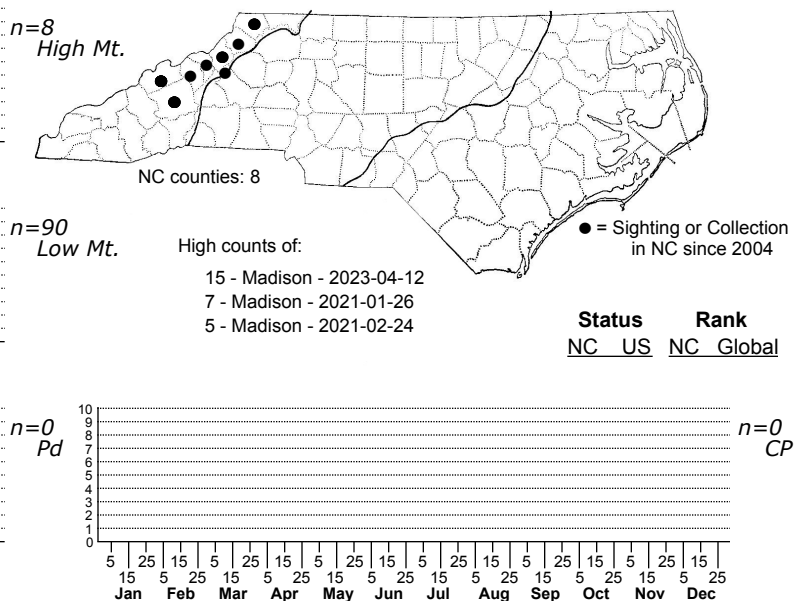 n=8
High Mt.
NC counties: 8
n=90
Low Mt.
High counts of:
15 - Madison - 2023-04-12
7 - Madison - 2021-01-26
5 - Madison - 2021-02-24
● = Sighting or Collection
in NC since 2004
Status Rank
NC US NC Global
n=0
Pd
10
9
8
7
6
5
4
3
2
1
0
n=0
CP
5 25 15 5 25 15 5 25 15 5 25 15 5 25 15 5 25 15
15 5 25 15 5 25 15 5 25 15 5 25 15 5 25 15 5 25
Jan Feb Mar Apr May Jun Jul Aug Sep Oct Nov Dec